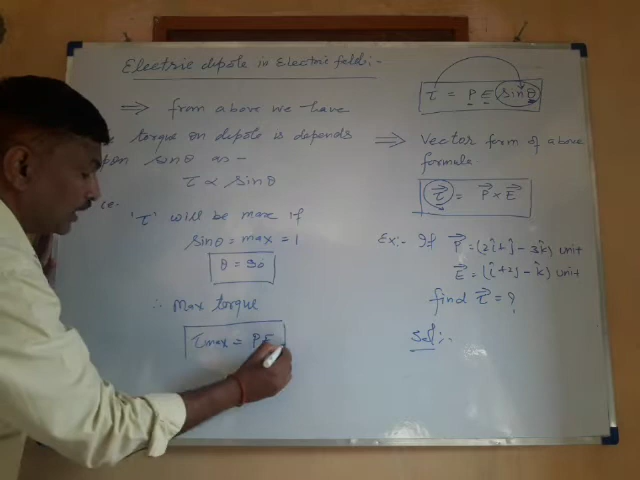 Electric dipole in Electric field:-
⇒ from above we have
torque on dipole is depends
upon sinθ as -
τ ∝ sinθ
i.e.
'τ' will be max if
sinθ = max = 1
θ = 90
∴ Max torque
τmax = PE
τ = P E sinθ
⇒ Vector form of above
formula
τ⃗ = P⃗ × E⃗
Ex:- If P⃗ = (2î + ĵ - 3k̂) unit
E⃗ = (î + 2ĵ - k̂) unit
find τ⃗ = ?
Sol:-